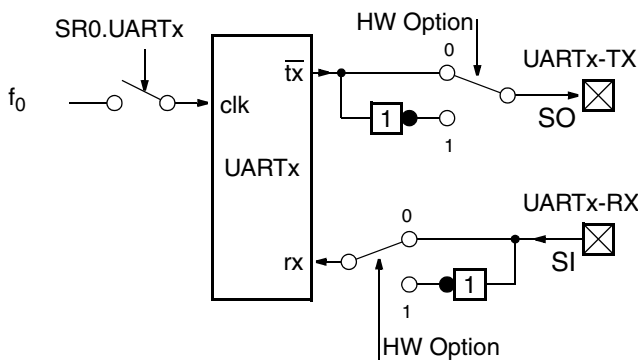 HW Option
SR0.UARTx
0
UARTx-TX
tx
f0
clk
1
SO
1
UARTx
UARTx-RX
0
rx
SI
1
1
HW Option